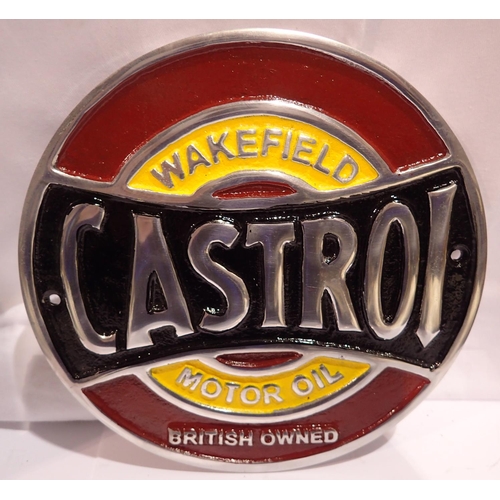 WAKEFIELD
CASTROL
MOTOR OIL
BRITISH OWNED